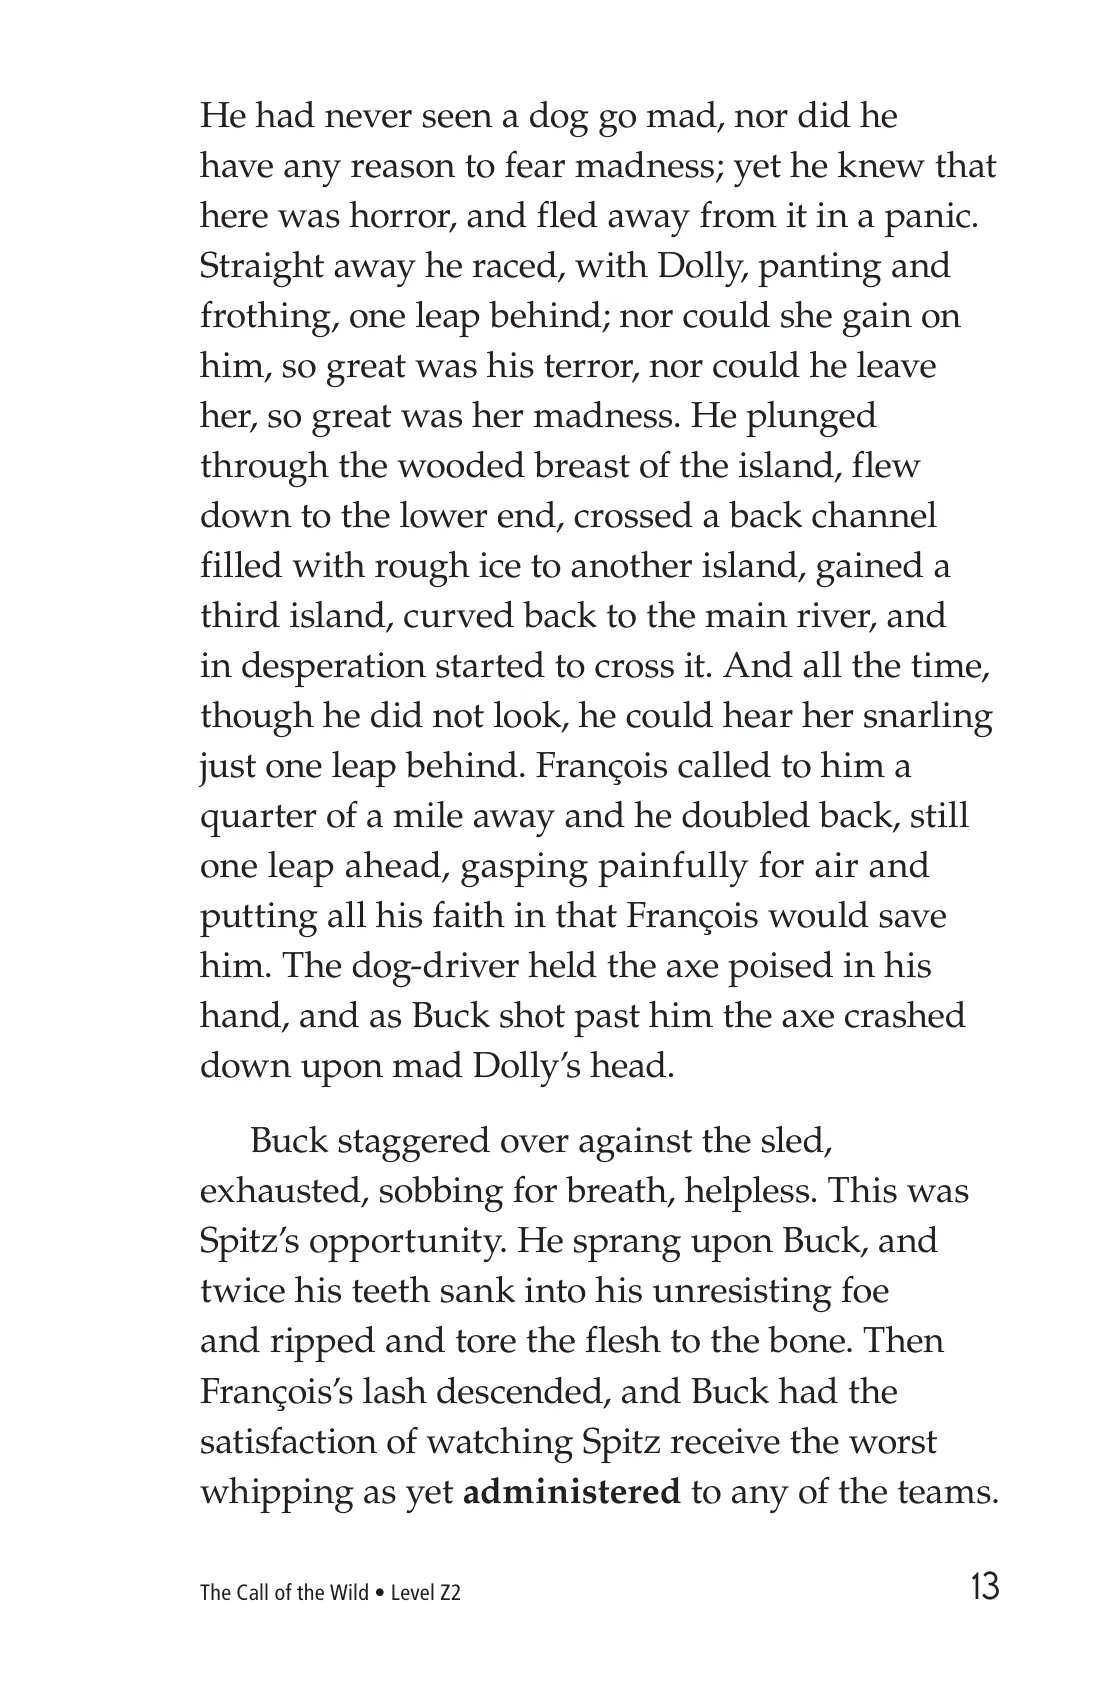 He had never seen a dog go mad, nor did he
have any reason to fear madness; yet he knew that
here was horror, and fled away from it in a panic.
Straight away he raced, with Dolly, panting and
frothing, one leap behind; nor could she gain on
him, so great was his terror, nor could he leave
her, so great was her madness. He plunged
through the wooded breast of the island, flew
down to the lower end, crossed a back channel
filled with rough ice to another island, gained a
third island, curved back to the main river, and
in desperation started to cross it. And all the time,
though he did not look, he could hear her snarling
just one leap behind. François called to him a
quarter of a mile away and he doubled back, still
one leap ahead, gasping painfully for air and
putting all his faith in that François would save
him. The dog-driver held the axe poised in his
hand, and as Buck shot past him the axe crashed
down upon mad Dolly’s head.
Buck staggered over against the sled,
exhausted, sobbing for breath, helpless. This was
Spitz’s opportunity. He sprang upon Buck, and
twice his teeth sank into his unresisting foe
and ripped and tore the flesh to the bone. Then
François’s lash descended, and Buck had the
satisfaction of watching Spitz receive the worst
whipping as yet administered to any of the teams.
The Call of the Wild • Level Z2
13